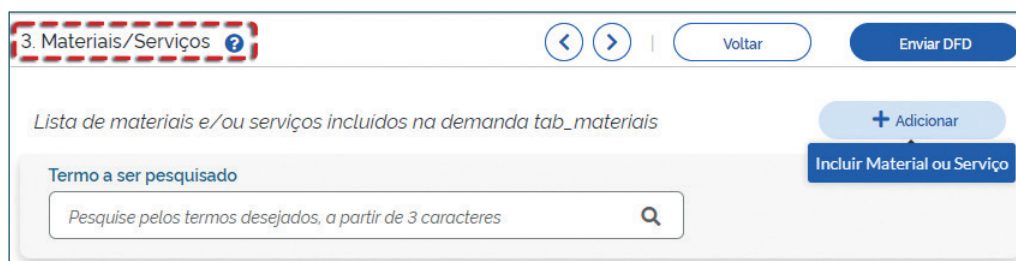 3. Materiais/Serviços ? Voltar Enviar DFD
Lista de materiais e/ou serviços incluídos na demanda tab_materiais + Adicionar
Incluir Material ou Serviço
Termo a ser pesquisado
Pesquise pelos termos desejados, a partir de 3 caracteres